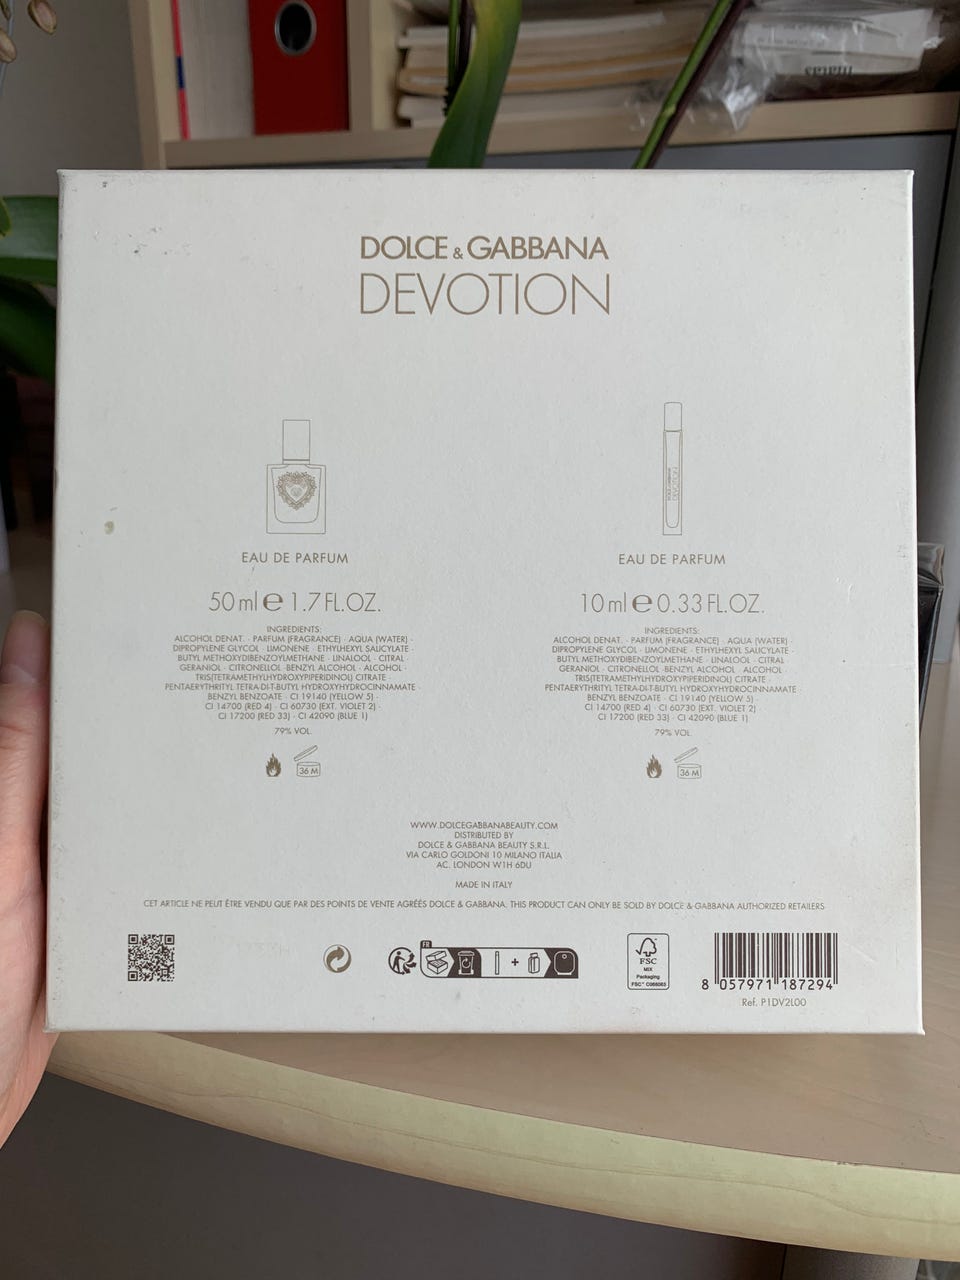 DOLCE & GABBANA
DEVOTION
DOLCE & GABBANA
DEVOTION
EAU DE PARFUM
50 ml e 1.7 FL.OZ.
INGREDIENTS:
ALCOHOL DENAT. · PARFUM (FRAGRANCE) · AQUA (WATER) ·
DIPROPYLENE GLYCOL · LIMONENE · ETHYLHEXYL SALICYLATE ·
BUTYL METHOXYDIBENZOYLMETHANE · LINALOOL · CITRAL ·
GERANIOL · CITRONELLOL · BENZYL ALCOHOL · ALCOHOL ·
TRIS(TETRAMETHYLHYDROXYPIPERIDINOL) CITRATE ·
PENTAERYTHRITYL TETRA-DI-T-BUTYL HYDROXYHYDROCINNAMATE ·
BENZYL BENZOATE · CI 19140 (YELLOW 5) ·
CI 14700 (RED 4) · CI 60730 (EXT. VIOLET 2) ·
CI 17200 (RED 33) · CI 42090 (BLUE 1)
79% VOL.
36 M
EAU DE PARFUM
10 ml e 0.33 FL.OZ.
INGREDIENTS:
ALCOHOL DENAT. · PARFUM (FRAGRANCE) · AQUA (WATER) ·
DIPROPYLENE GLYCOL · LIMONENE · ETHYLHEXYL SALICYLATE ·
BUTYL METHOXYDIBENZOYLMETHANE · LINALOOL · CITRAL
GERANIOL · CITRONELLOL · BENZYL ALCOHOL · ALCOHOL ·
TRIS(TETRAMETHYLHYDROXYPIPERIDINOL) CITRATE ·
PENTAERYTHRITYL TETRA-DI-T-BUTYL HYDROXYHYDROCINNAMATE ·
BENZYL BENZOATE · CI 19140 (YELLOW 5) ·
CI 14700 (RED 4) · CI 60730 (EXT. VIOLET 2) ·
CI 17200 (RED 33) · CI 42090 (BLUE 1)
79% VOL.
36 M
WWW.DOLCEGABBANABEAUTY.COM
DISTRIBUTED BY
DOLCE & GABBANA BEAUTY S.R.L.
VIA CARLO GOLDONI 10 MILANO ITALIA
AC. LONDON W1H 6DU
MADE IN ITALY
CET ARTICLE NE PEUT ÊTRE VENDU QUE PAR DES POINTS DE VENTE AGRÉÉS DOLCE & GABBANA. THIS PRODUCT CAN ONLY BE SOLD BY DOLCE & GABBANA AUTHORIZED RETAILERS
FR
+
FSC
MIX
Packaging
FSC™ C066063
8 057971 187294
Ref. P1DV2L00
matas